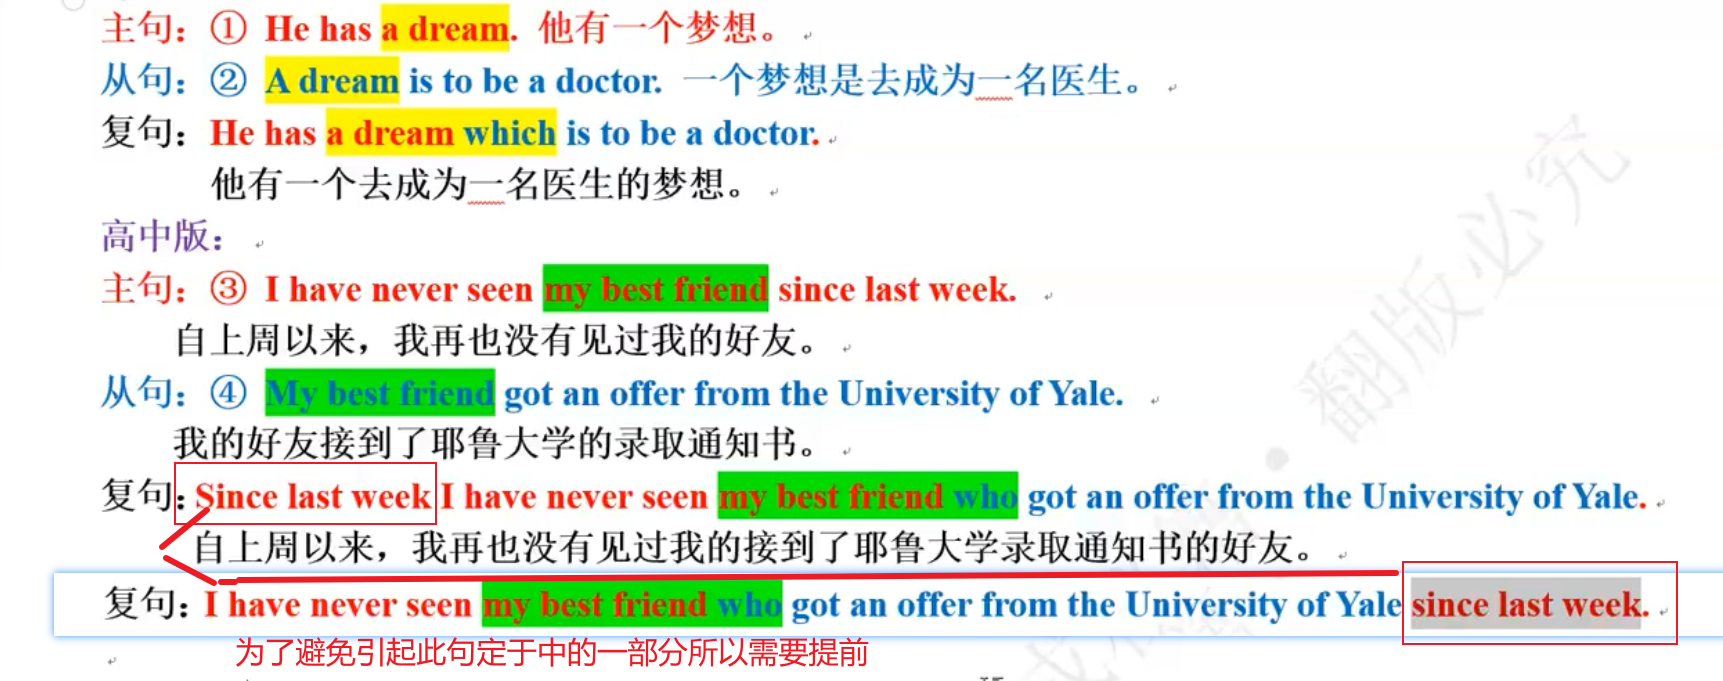 主句：① He has a dream. 他有一个梦想。
从句：② A dream is to be a doctor. 一个梦想是去成为一名医生。
复句：He has a dream which is to be a doctor.
他有一个去成为一名医生的梦想。
高中版：
主句：③ I have never seen my best friend since last week.
自上周以来，我再也没有见过我的好友。
从句：④ My best friend got an offer from the University of Yale.
我的好友接到了耶鲁大学的录取通知书。
复句：Since last week I have never seen my best friend who got an offer from the University of Yale.
自上周以来，我再也没有见过我的接到了耶鲁大学录取通知书的好友。
复句：I have never seen my best friend who got an offer from the University of Yale since last week.
为了避免引起此句定于中的一部分所以需要提前
翻版必究